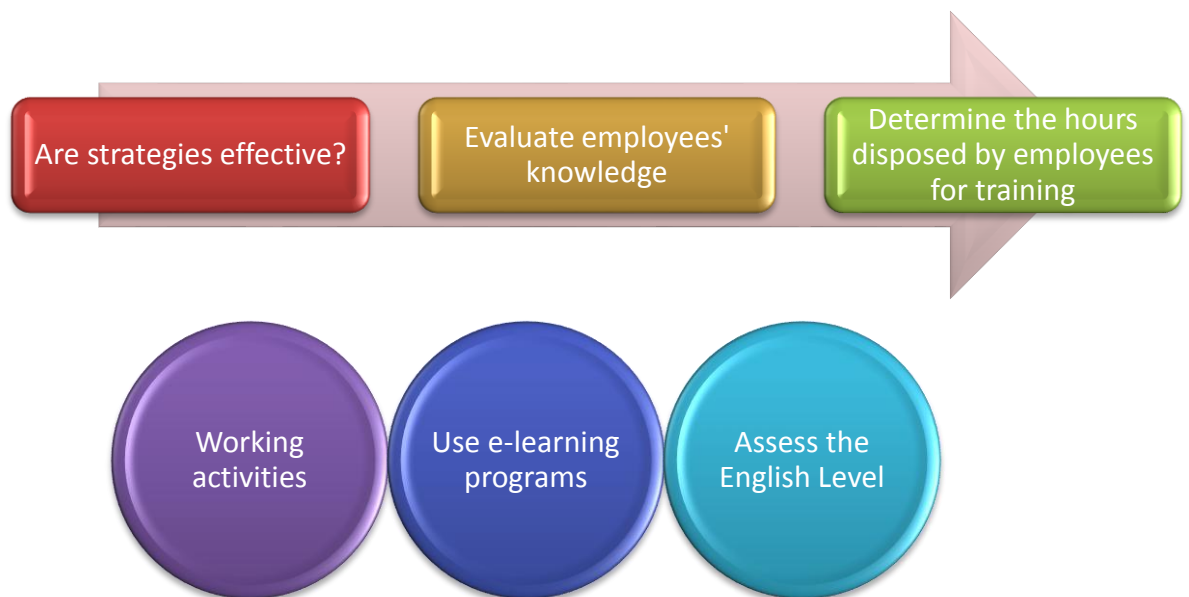 Are strategies effective?
Evaluate employees'
knowledge
Determine the hours
disposed by employees
for training
Working
activities
Use e-learning
programs
Assess the
English Level